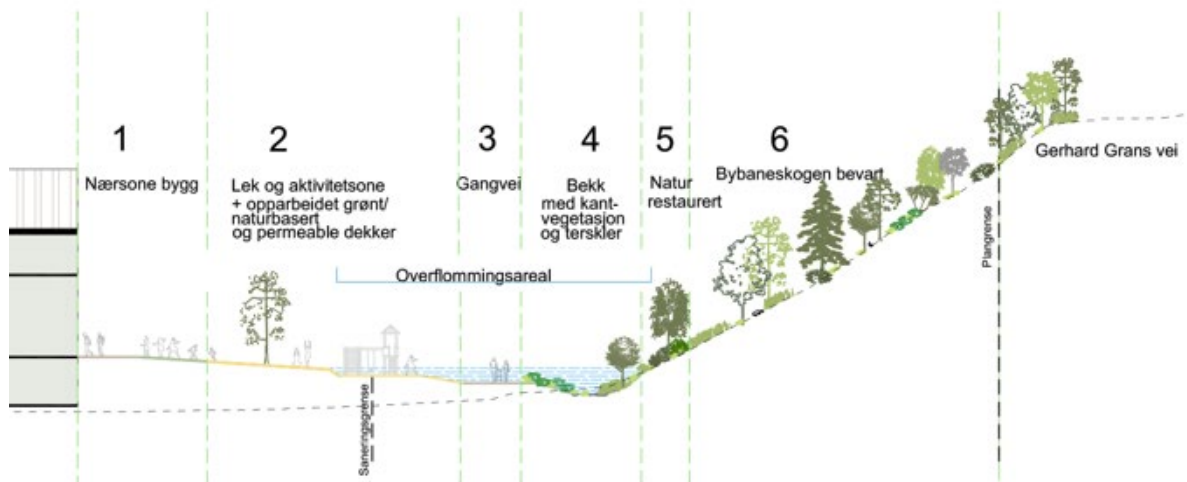 1
Nærsone bygg
2
Lek og aktivitetsone
+ opparbeidet grønt/
naturbasert
og permeable dekker
3
Gangvei
4
Bekk
med kant-
vegetasjon
og terskler
5
Natur
restaurert
6
Bybaneskogen bevart
Gerhard Grans vei
Overflommingsareal
Saneringsgrense
Plangrense